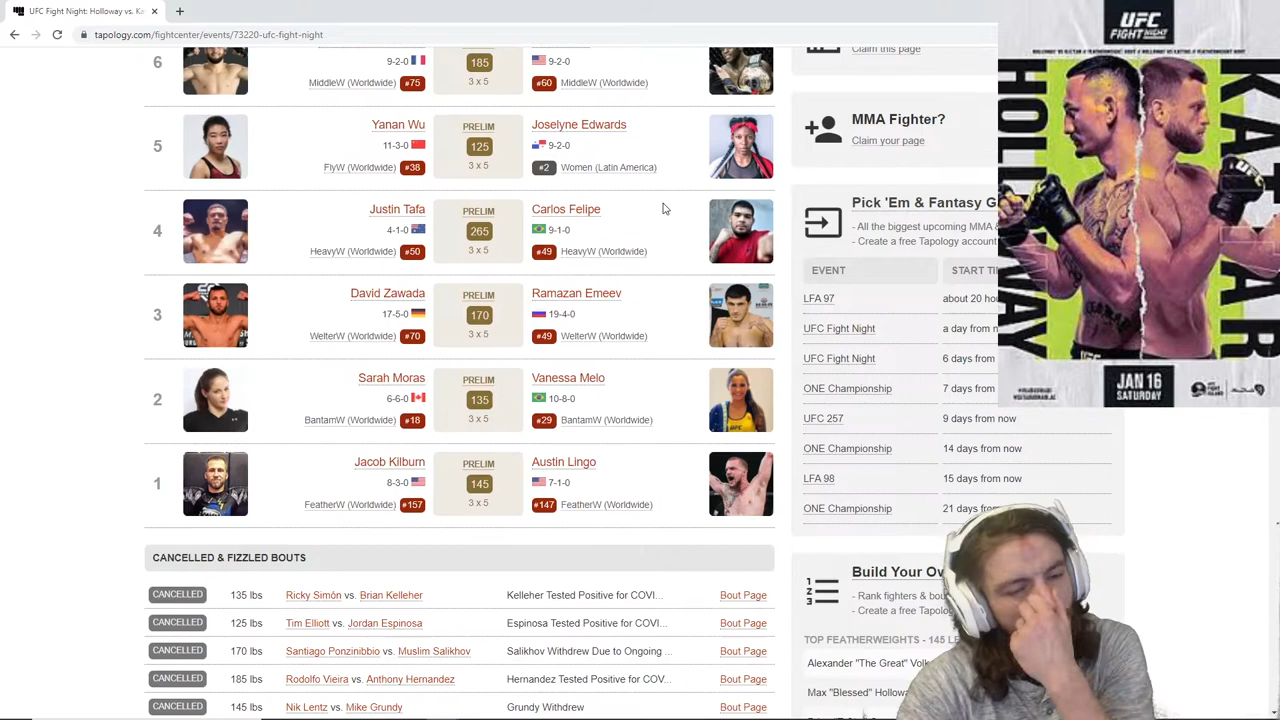 UFC Fight Night: Holloway vs. Ka
tapology.com/fightcenter/events/73220-ufc-fight-night
6
8-2-0
185
9-2-0
MiddleW (Worldwide) #75
3 x 5
#60 MiddleW (Worldwide)
5
Yanan Wu
PRELIM
Joselyne Edwards
11-3-0
125
9-2-0
FlyW (Worldwide) #38
3 x 5
#2 Women (Latin America)
4
Justin Tafa
PRELIM
Carlos Felipe
4-1-0
265
9-1-0
HeavyW (Worldwide) #50
3 x 5
#49 HeavyW (Worldwide)
3
David Zawada
PRELIM
Ramazan Emeev
17-5-0
170
19-4-0
WelterW (Worldwide) #70
3 x 5
#49 WelterW (Worldwide)
2
Sarah Moras
PRELIM
Vanessa Melo
6-6-0
135
10-8-0
BantamW (Worldwide) #18
3 x 5
#29 BantamW (Worldwide)
1
Jacob Kilburn
PRELIM
Austin Lingo
8-3-0
145
7-1-0
FeatherW (Worldwide) #157
3 x 5
#147 FeatherW (Worldwide)
CANCELLED & FIZZLED BOUTS
CANCELLED 135 lbs Ricky Simón vs. Brian Kelleher Kelleher Tested Positive for COVI... Bout Page
CANCELLED 125 lbs Tim Elliott vs. Jordan Espinosa Espinosa Tested Positive for COVI... Bout Page
CANCELLED 170 lbs Santiago Ponzinibbio vs. Muslim Salikhov Salikhov Withdrew Due to Ongoing ... Bout Page
CANCELLED 185 lbs Rodolfo Vieira vs. Anthony Hernandez Hernandez Tested Positive for COV... Bout Page
CANCELLED 145 lbs Nik Lentz vs. Mike Grundy Grundy Withdrew Bout Page
Claim this page
MMA Fighter?
Claim your page
Pick 'Em & Fantasy G
- All the biggest upcoming MMA &
- Create a free Tapology account
EVENT START TI
LFA 97 about 20 ho
UFC Fight Night a day from n
UFC Fight Night 6 days from
ONE Championship 7 days from
UFC 257 9 days from now
ONE Championship 14 days from now
LFA 98 15 days from now
ONE Championship 21 days from
Build Your Ow
- Rank fighters & bou
- Create a free Tapolog
TOP FEATHERWEIGHTS - 145 L
Alexander "The Great" Volk
Max "Blessed" Hollow
UFC
FIGHT NIGHT
HOLLOWAY
KATTAR
JAN 16
SATURDAY